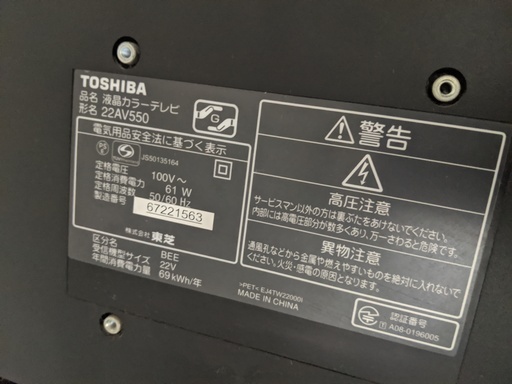 TOSHIBA
品名 液晶カラーテレビ
形名 22AV550
G
電気用品安全法に基づく表示
PS
E
JS50135164
定格電圧 100V～
定格消費電力 61 W
定格周波数 50/60 Hz
製造番号 67221563
株式会社 東芝
区分名 BEE
受信機型サイズ 22V
年間消費電力量 69kWh/年
警告
高圧注意
サービスマン以外の方は裏ぶたをあけないでください。
内部には高電圧部分が数多くあり、万一さわると危険です。
異物注意
通風孔などから金属や燃えやすいものを絶対に入れないで
ください。火災・感電の原因となります。
>PET< EJ4TW22000I
MADE IN CHINA
認証番号
T A08-0196005